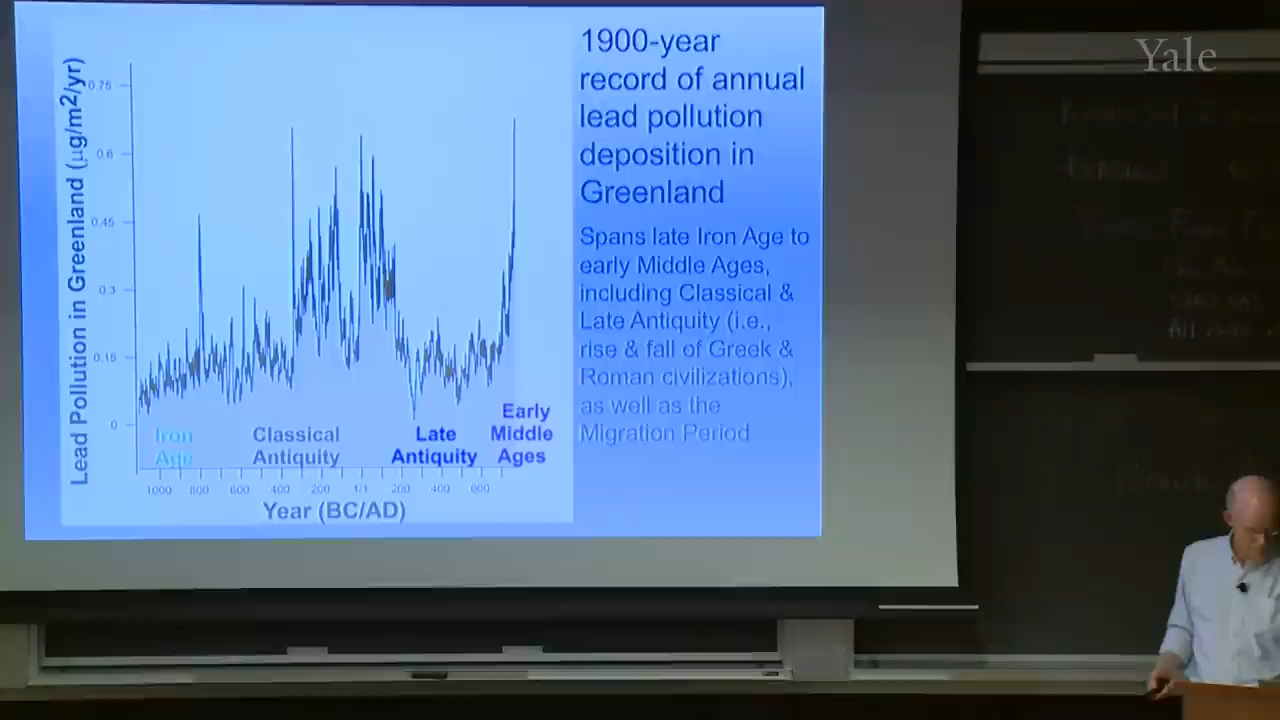 Lead Pollution in Greenland (µg/m2/yr)
0.75
0.6
0.45
0.3
0.15
0
Iron
Age
Classical
Antiquity
Late
Antiquity
Early
Middle
Ages
1000 800 600 400 200 1/1 200 400 600
Year (BC/AD)
1900-year
record of annual
lead pollution
deposition in
Greenland
Spans late Iron Age to
early Middle Ages,
including Classical &
Late Antiquity (i.e.,
rise & fall of Greek &
Roman civilizations),
as well as the
Migration Period
Yale